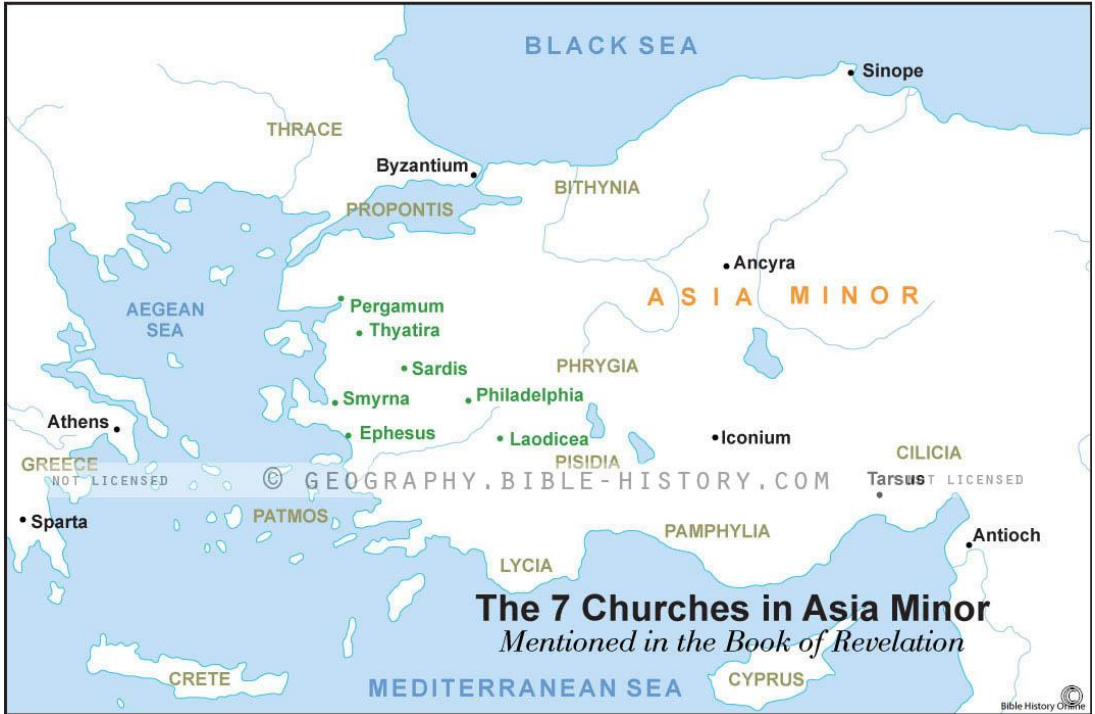 BLACK SEA
Sinope
THRACE
Byzantium
BITHYNIA
PROPONTIS
Ancyra
ASIA MINOR
Pergamum
AEGEAN
SEA
Thyatira
PHRYGIA
Sardis
Philadelphia
Smyrna
Athens
Ephesus
Laodicea
Iconium
CILICIA
GREECE
PISIDIA
NOT LICENSED
© GEOGRAPHY.BIBLE-HISTORY.COM
Tarsus
NOT LICENSED
Sparta
PATMOS
PAMPHYLIA
Antioch
LYCIA
The 7 Churches in Asia Minor
Mentioned in the Book of Revelation
CRETE
MEDITERRANEAN SEA
CYPRUS
Bible History Online